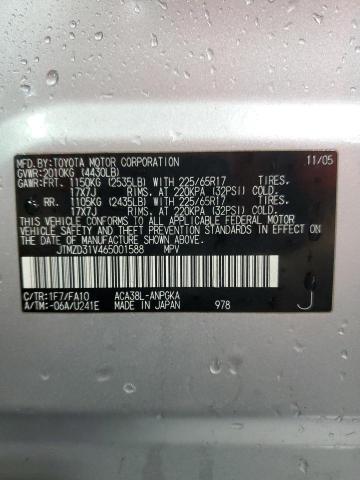 MFD.BY:TOYOTA MOTOR CORPORATION 11/05
GVWR:2010KG (4430LB)
GAWR:FRT. 1150KG (2535LB)WITH 225/65R17 TIRES,
17X7J RIMS, AT 220KPA (32PSI) COLD.
RR. 1105KG (2435LB)WITH 225/65R17 TIRES,
17X7J RIMS, AT 220KPA (32PSI) COLD.
THIS VEHICLE CONFORMS TO ALL APPLICABLE FEDERAL MOTOR
VEHICLE SAFETY STANDARDS IN EFFECT ON THE DATE OF
MANUFACTURE SHOWN ABOVE.
JTMZD31V465001588 MPV
C/TR:1F7/FA10 ACA38L-ANPGKA
A/TM:-06A/U241E MADE IN JAPAN 978
J